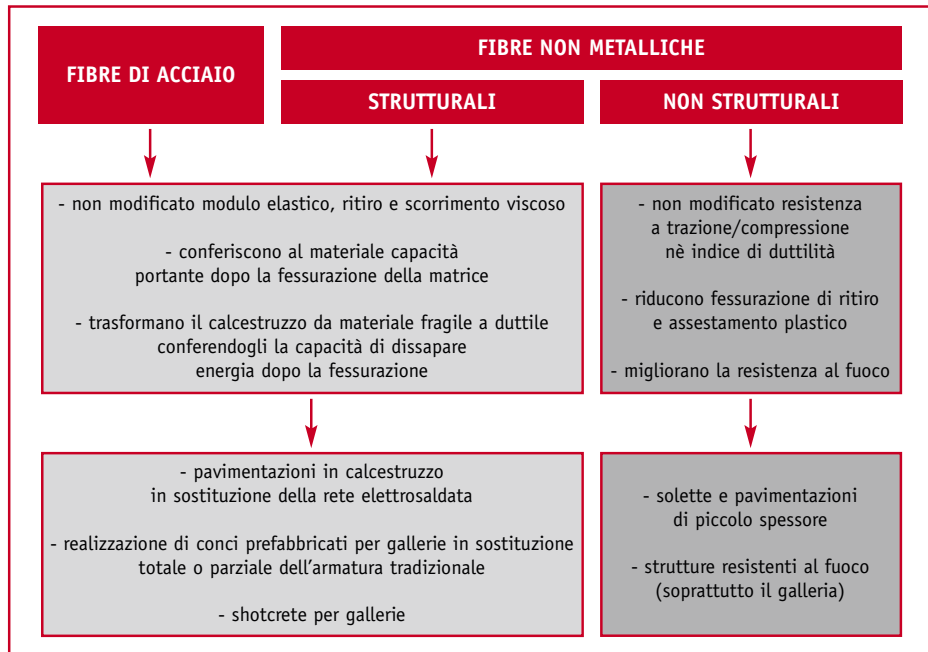 FIBRE DI ACCIAIO
FIBRE NON METALLICHE
STRUTTURALI
NON STRUTTURALI
- non modificato modulo elastico, ritiro e scorrimento viscoso
- conferiscono al materiale capacità
portante dopo la fessurazione della matrice
- trasformano il calcestruzzo da materiale fragile a duttile
conferendogli la capacità di dissapare
energia dopo la fessurazione
- non modificato resistenza
a trazione/compressione
nè indice di duttilità
- riducono fessurazione di ritiro
e assestamento plastico
- migliorano la resistenza al fuoco
- pavimentazioni in calcestruzzo
in sostituzione della rete elettrosaldata
- realizzazione di conci prefabbricati per gallerie in sostituzione
totale o parziale dell'armatura tradizionale
- shotcrete per gallerie
- solette e pavimentazioni
di piccolo spessore
- strutture resistenti al fuoco
(soprattutto il galleria)